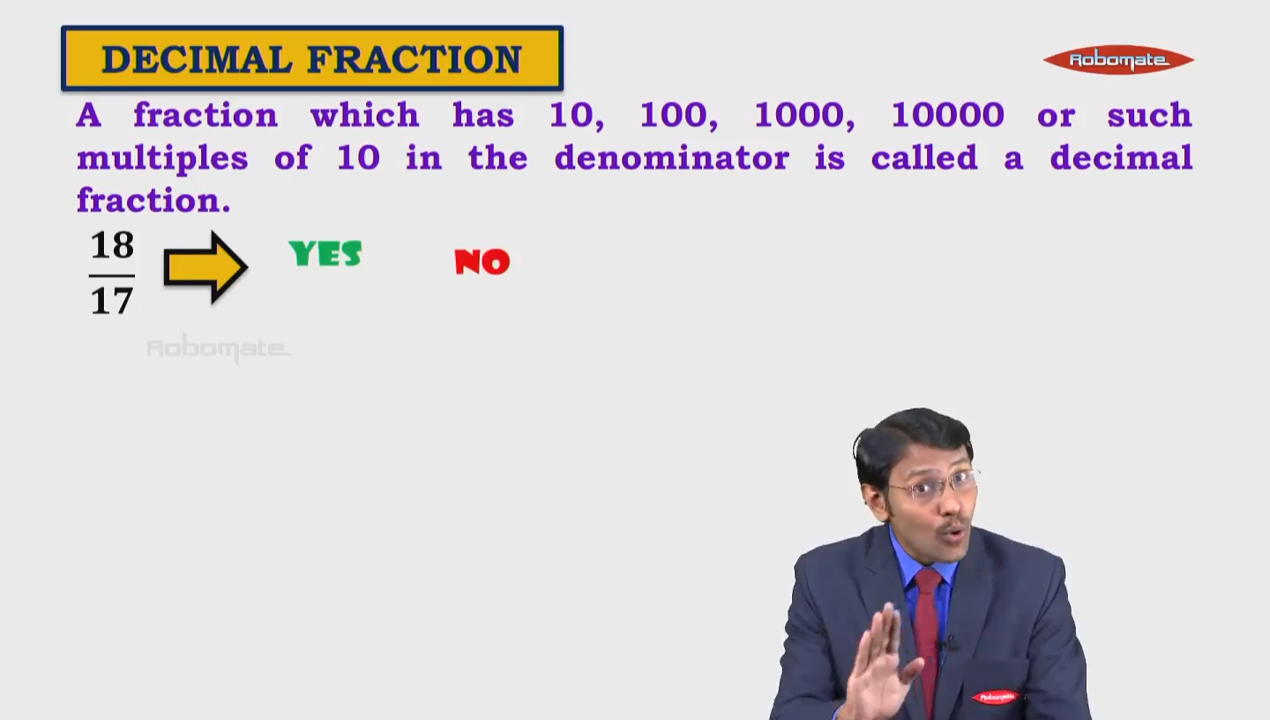 DECIMAL FRACTION
Robomate
A fraction which has 10, 100, 1000, 10000 or such
multiples of 10 in the denominator is called a decimal
fraction.
18
17
YES NO
Robomate
Robomate